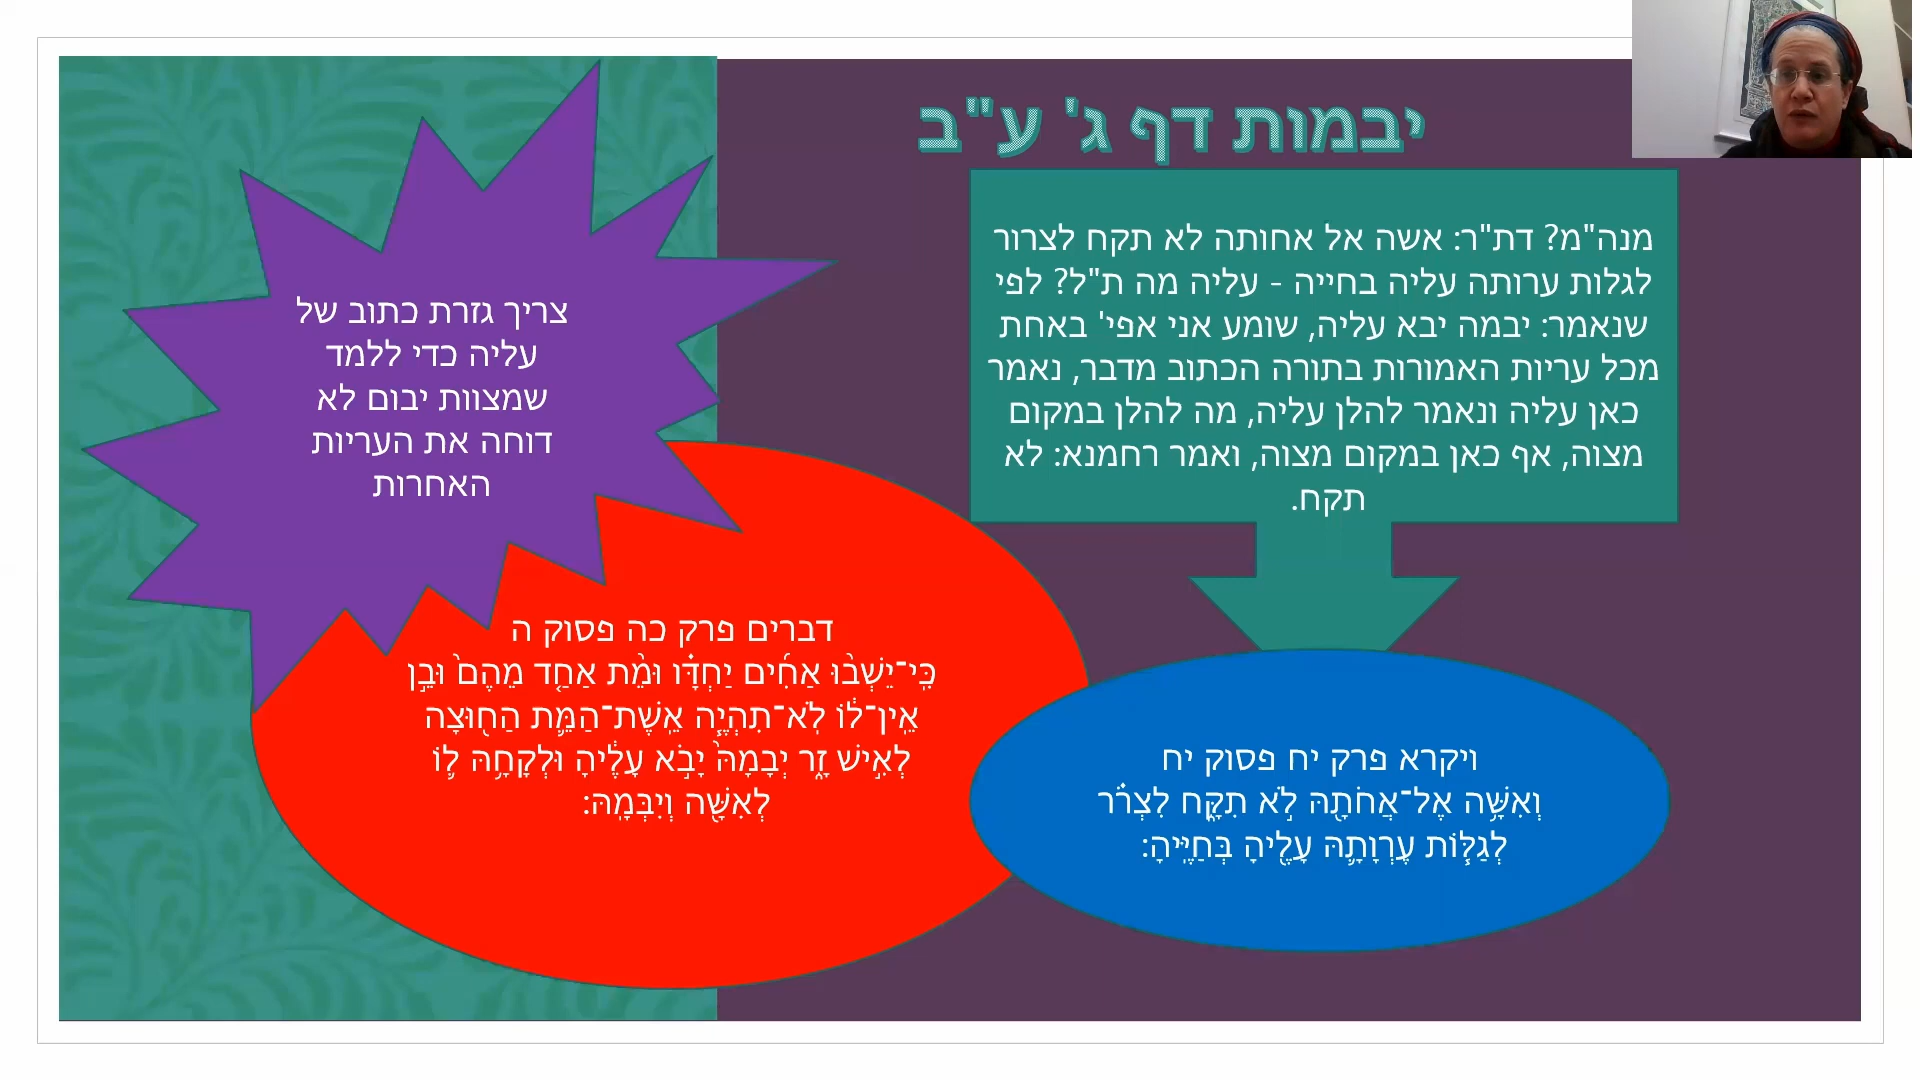 יבמות דף ג' ע"ב
מנה"מ? דת"ר: אשה אל אחותה לא תקח לצרור
לגלות ערותה עליה בחייה - עליה מה ת"ל? לפי
שנאמר: יבמה יבא עליה, שומע אני אפי' באחת
מכל עריות האמורות בתורה הכתוב מדבר, נאמר
כאן עליה ונאמר להלן עליה, מה להלן במקום
מצוה, אף כאן במקום מצוה, ואמר רחמנא: לא
תקח.
ויקרא פרק יח פסוק יח
וְאִשָּׁ֥ה אֶל־אֲחֹתָ֖הּ לֹ֣א תִקָּ֑ח לִצְרֹ֗ר
לְגַלּ֧וֹת עֶרְוָתָ֛הּ עָלֶ֖יהָ בְּחַיֶּֽיהָ:
דברים פרק כה פסוק ה
כִּֽי־יֵשְׁב֨וּ אַחִ֜ים יַחְדָּ֗ו וּמֵ֨ת אַחַ֤ד מֵהֶם֙ וּבֵ֣ן
אֵֽין־ל֔וֹ לֹֽא־תִהְיֶ֧ה אֵֽשֶׁת־הַמֵּ֛ת הַח֖וּצָה
לְאִ֣ישׁ זָ֑ר יְבָמָהּ֙ יָבֹ֣א עָלֶ֔יהָ וּלְקָחָ֥הּ ל֛וֹ
לְאִשָּׁ֖ה וְיִבְּמָֽהּ:
צריך גזרת כתוב של
עליה כדי ללמד
שמצוות יבום לא
דוחה את העריות
האחרות